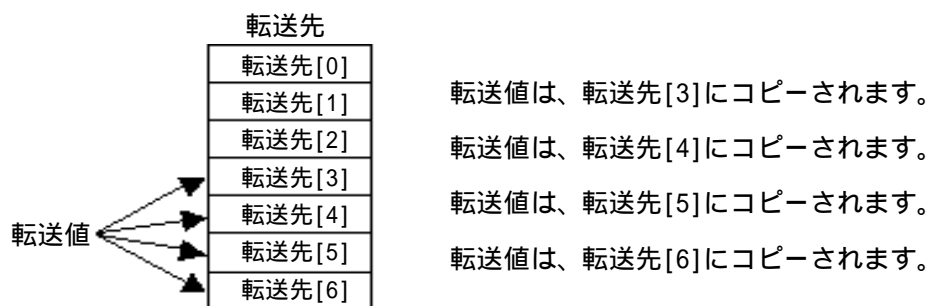 転送先
転送先[0]
転送先[1]
転送先[2]
転送先[3]
転送先[4]
転送先[5]
転送先[6]
転送値
転送値は、転送先[3]にコピーされます。
転送値は、転送先[4]にコピーされます。
転送値は、転送先[5]にコピーされます。
転送値は、転送先[6]にコピーされます。